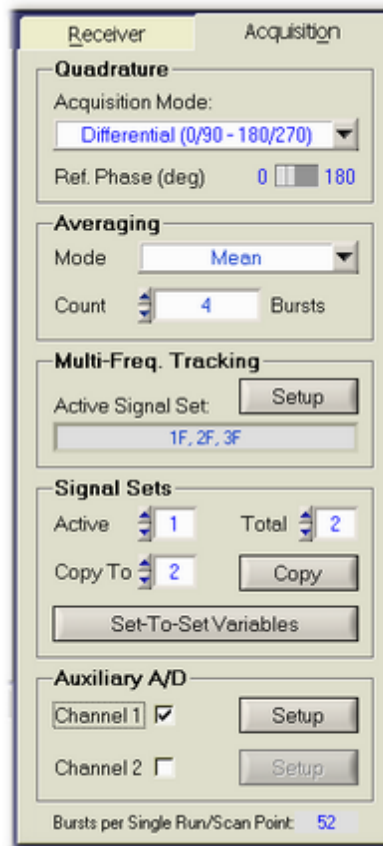 Receiver Acquisition
Quadrature
Acquisition Mode:
Differential (0/90 - 180/270)
Ref. Phase (deg) 0 180
Averaging
Mode Mean
Count 4 Bursts
Multi-Freq. Tracking
Active Signal Set: Setup
1F, 2F, 3F
Signal Sets
Active 1 Total 2
Copy To 2 Copy
Set-To-Set Variables
Auxiliary A/D
Channel 1 Setup
Channel 2 Setup
Bursts per Single Run/Scan Point: 52